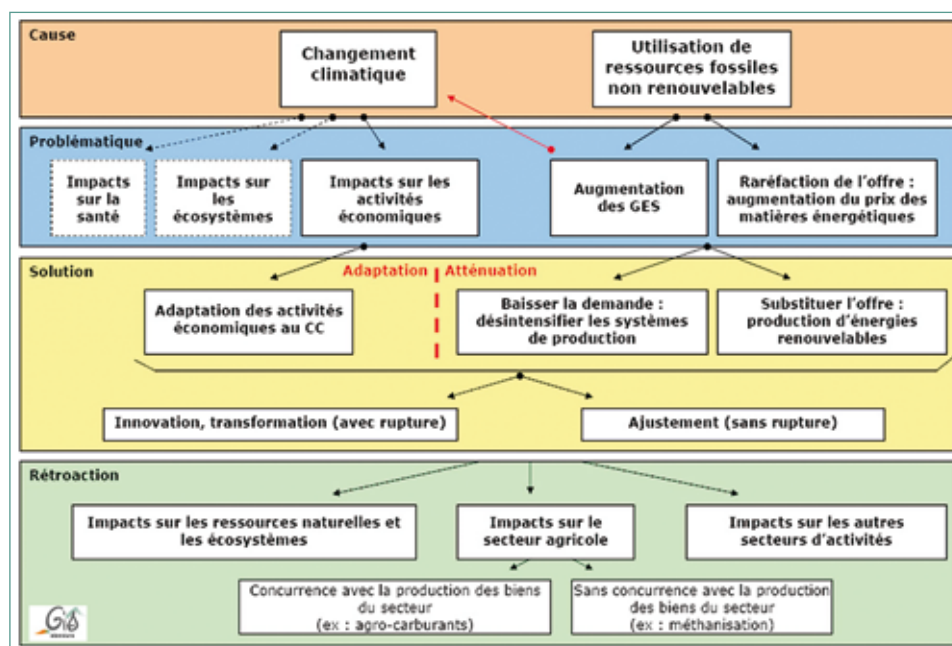 Cause
Changement
climatique
Utilisation de
ressources fossiles
non renouvelables
Problématique
Impacts
sur la
santé
Impacts sur
les
écosystèmes
Impacts sur les
activités
économiques
Augmentation
des GES
Raréfaction de l'offre :
augmentation du prix des
matières énergétiques
Solution
Adaptation
Atténuation
Adaptation des activités
économiques au CC
Baisser la demande :
désintensifier les systèmes
de production
Substituer l'offre :
production d'énergies
renouvelables
Innovation, transformation (avec rupture)
Ajustement (sans rupture)
Rétroaction
Impacts sur les ressources naturelles et
les écosystèmes
Impacts sur le
secteur agricole
Impacts sur les autres
secteurs d'activités
Concurrence avec la production des biens
du secteur
(ex : agro-carburants)
Sans concurrence avec la production
des biens du secteur
(ex : méthanisation)